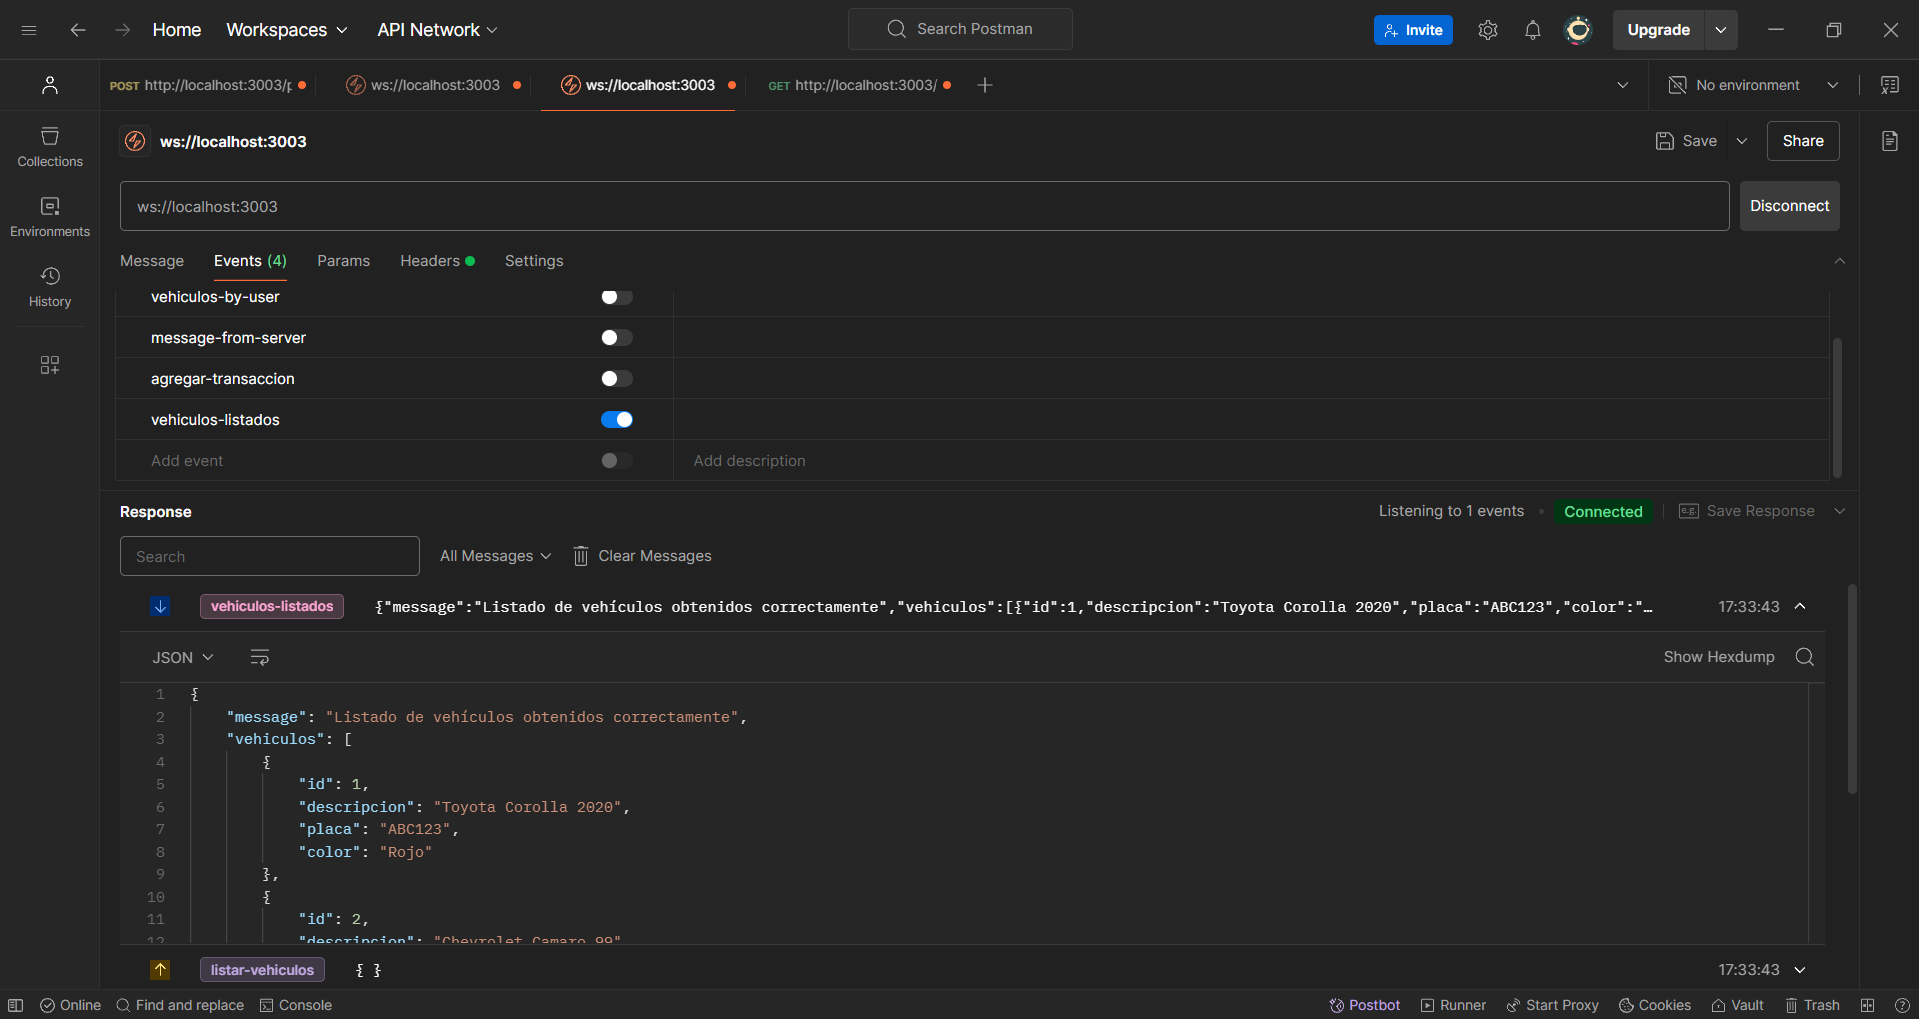 Home Workspaces API Network Search Postman Invite Upgrade
POST http://localhost:3003/p ws://localhost:3003 ws://localhost:3003 GET http://localhost:3003/ No environment
ws://localhost:3003 Save Share
Collections
ws://localhost:3003 Disconnect
Environments
Message Events (4) Params Headers Settings
History
vehiculos-by-user
message-from-server
agregar-transaccion
vehiculos-listados
Add event Add description
Response Listening to 1 events Connected e.g. Save Response
Search All Messages Clear Messages
vehiculos-listados {"message":"Listado de vehículos obtenidos correctamente","vehiculos":[{"id":1,"descripcion":"Toyota Corolla 2020","placa":"ABC123","color":"… 17:33:43
JSON Show Hexdump
1 {
2 "message": "Listado de vehículos obtenidos correctamente",
3 "vehiculos": [
4 {
5 "id": 1,
6 "descripcion": "Toyota Corolla 2020",
7 "placa": "ABC123",
8 "color": "Rojo"
9 },
10 {
11 "id": 2,
12 "descripcion": "Chevrolet Camaro 99"
listar-vehiculos { } 17:33:43
Online Find and replace Console Postbot Runner Start Proxy Cookies Vault Trash